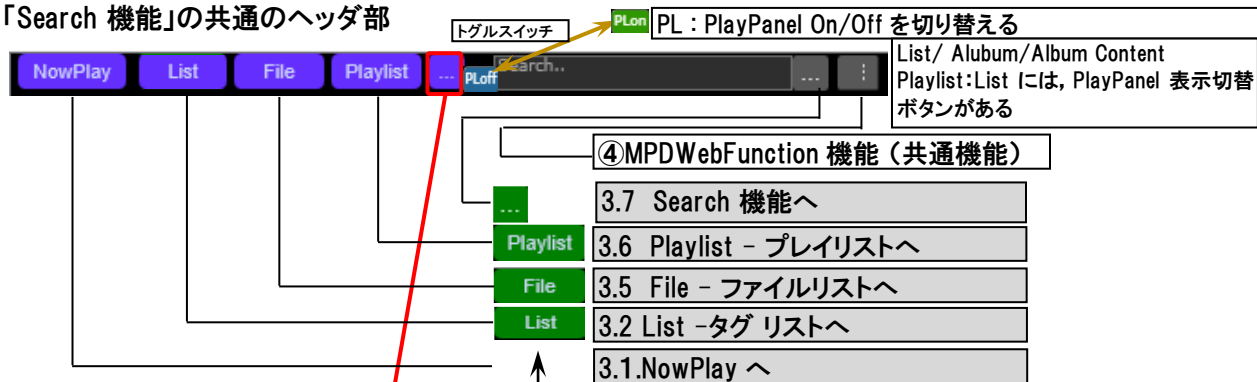 「Search 機能」の共通のヘッダ部
トグルスイッチ
PLon
PL：PlayPanel On/Off を切り替える
NowPlay
List
File
Playlist
...
PLoff
Search..
...
⋮
List/ Alubum/Album Content
Playlist:List には，PlayPanel 表示切替
ボタンがある
④MPDWebFunction 機能（共通機能）
...
3.7 Search 機能へ
Playlist
3.6 Playlist － プレイリストへ
File
3.5 File－ファイルリストへ
List
3.2 List －タグ リストへ
3.1.NowPlay へ